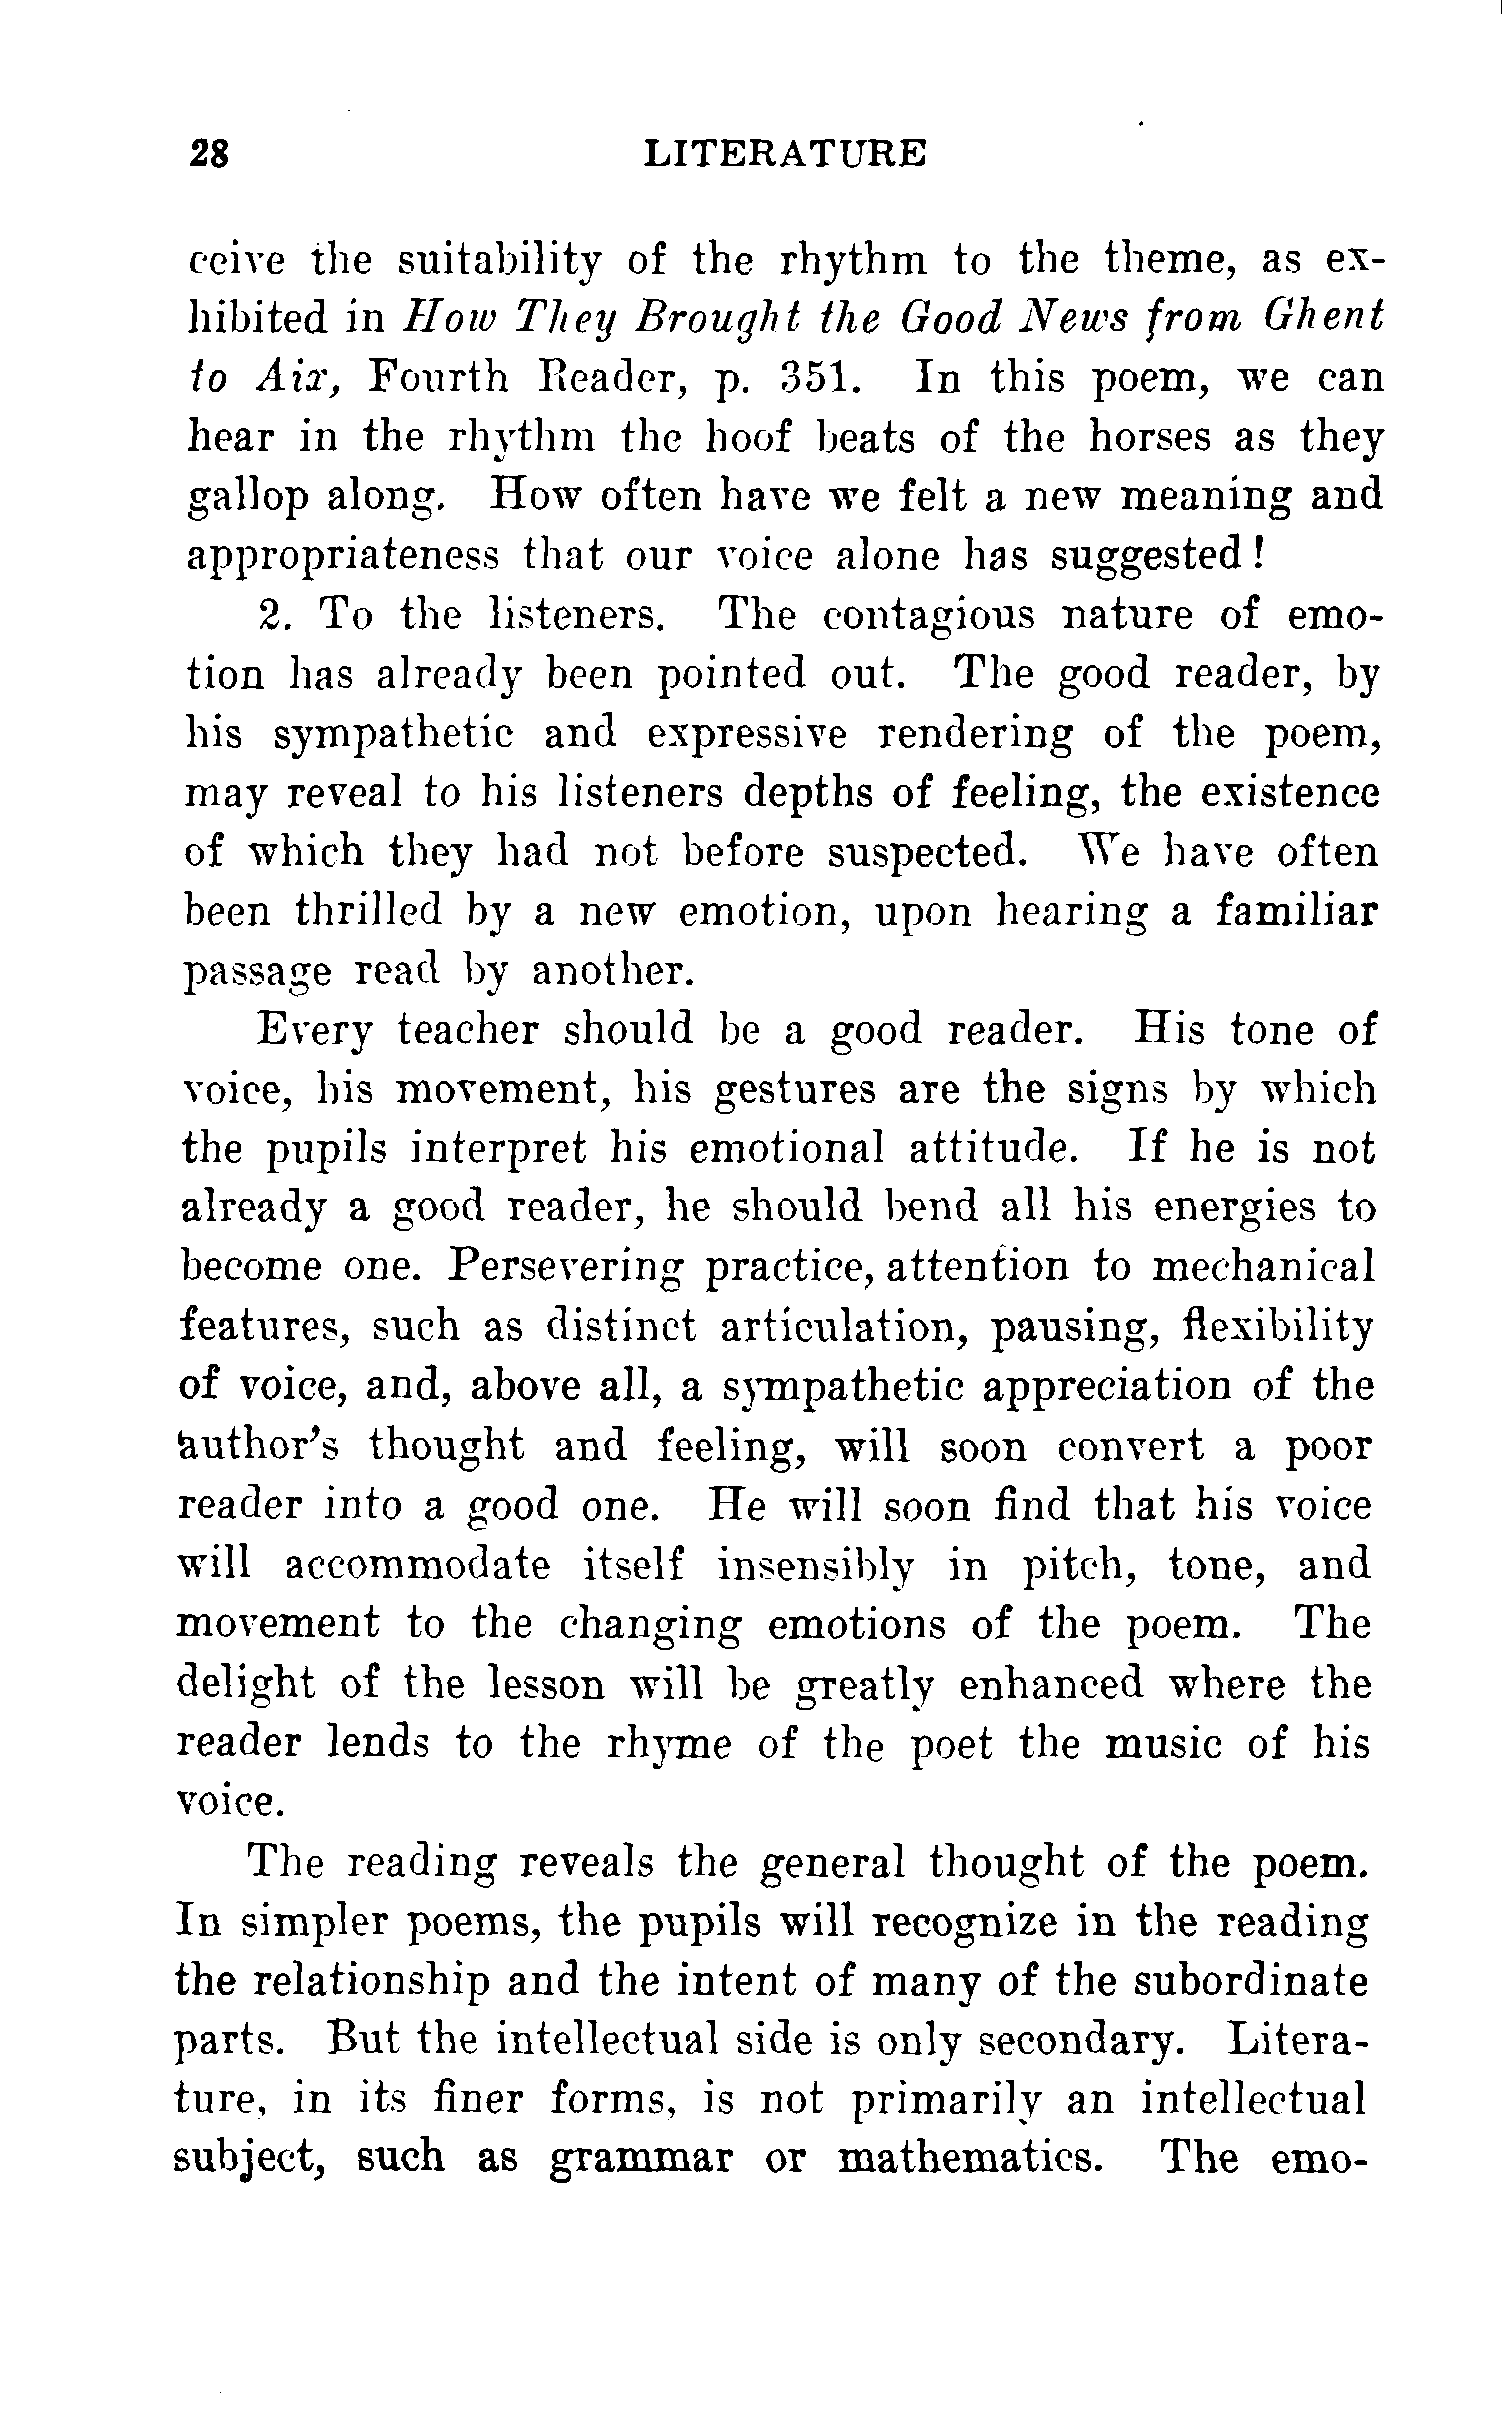 28 LITERATURE
ceive the suitability of the rhythm to the theme, as ex-
hibited in How They Brought the Good News from Ghent
to Aix, Fourth Reader, p. 351. In this poem, we can
hear in the rhythm the hoof beats of the horses as they
gallop along. How often have we felt a new meaning and
appropriateness that our voice alone has suggested!
2. To the listeners. The contagious nature of emo-
tion has already been pointed out. The good reader, by
his sympathetic and expressive rendering of the poem,
may reveal to his listeners depths of feeling, the existence
of which they had not before suspected. We have often
been thrilled by a new emotion, upon hearing a familiar
passage read by another.
Every teacher should be a good reader. His tone of
voice, his movement, his gestures are the signs by which
the pupils interpret his emotional attitude. If he is not
already a good reader, he should bend all his energies to
become one. Persevering practice, attention to mechanical
features, such as distinct articulation, pausing, flexibility
of voice, and, above all, a sympathetic appreciation of the
author's thought and feeling, will soon convert a poor
reader into a good one. He will soon find that his voice
will accommodate itself insensibly in pitch, tone, and
movement to the changing emotions of the poem. The
delight of the lesson will be greatly enhanced where the
reader lends to the rhyme of the poet the music of his
voice.
The reading reveals the general thought of the poem.
In simpler poems, the pupils will recognize in the reading
the relationship and the intent of many of the subordinate
parts. But the intellectual side is only secondary. Litera-
ture, in its finer forms, is not primarily an intellectual
subject, such as grammar or mathematics. The emo-